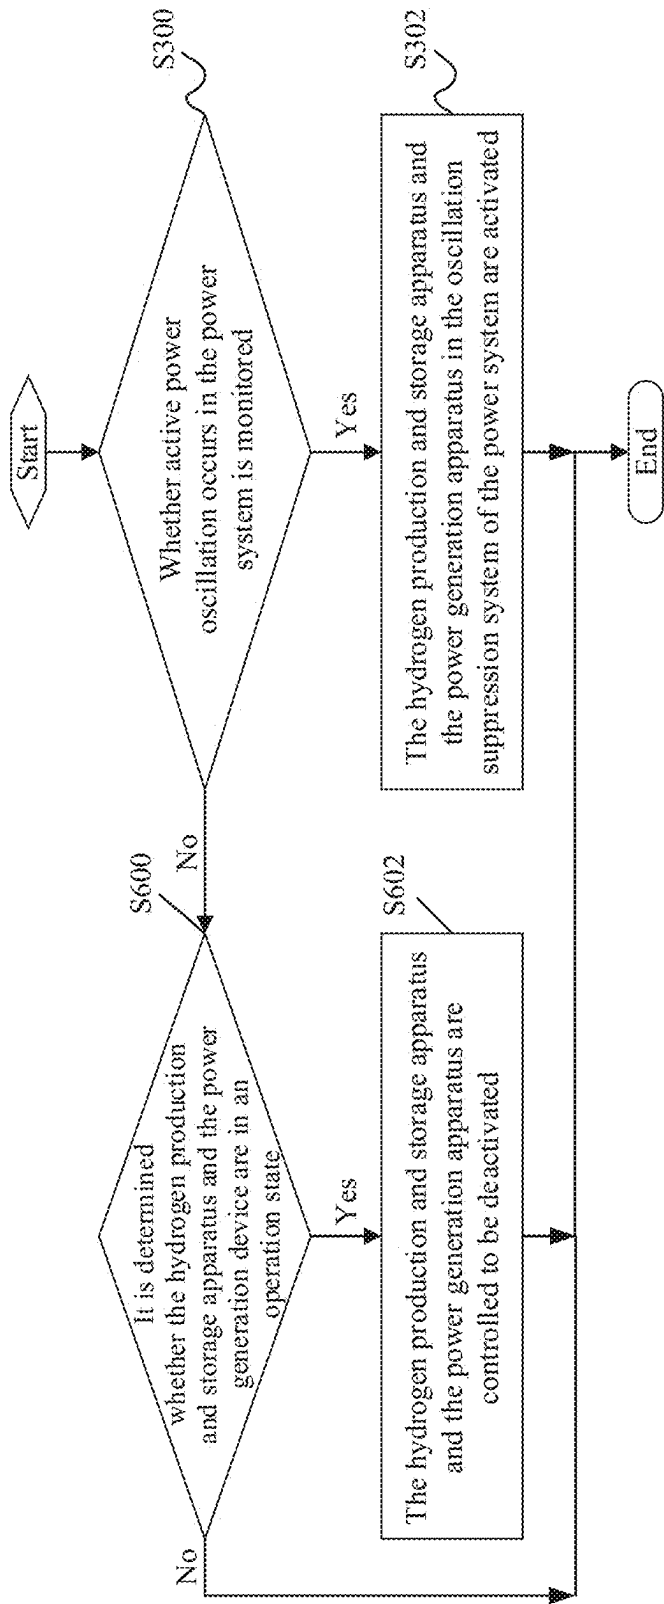 Start
S300
Whether active power
oscillation occurs in the power
system is monitored
Yes
No
S302
The hydrogen production and storage apparatus and
the power generation apparatus in the oscillation
suppression system of the power system are activated
S600
It is determined
whether the hydrogen production
and storage apparatus and the power
generation device are in an
operation state
Yes
No
S602
The hydrogen production and storage apparatus
and the power generation apparatus are
controlled to be deactivated
End